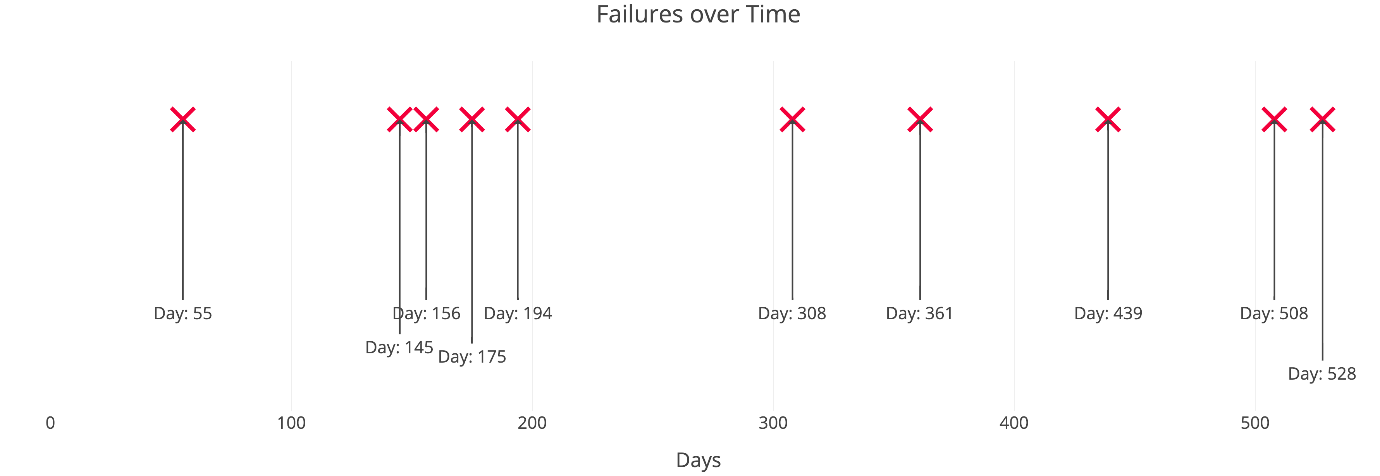 Failures over Time
Day: 55
Day: 156
Day: 194
Day: 308
Day: 361
Day: 439
Day: 508
Day: 145
Day: 175
Day: 528
0
100
200
300
400
500
Days